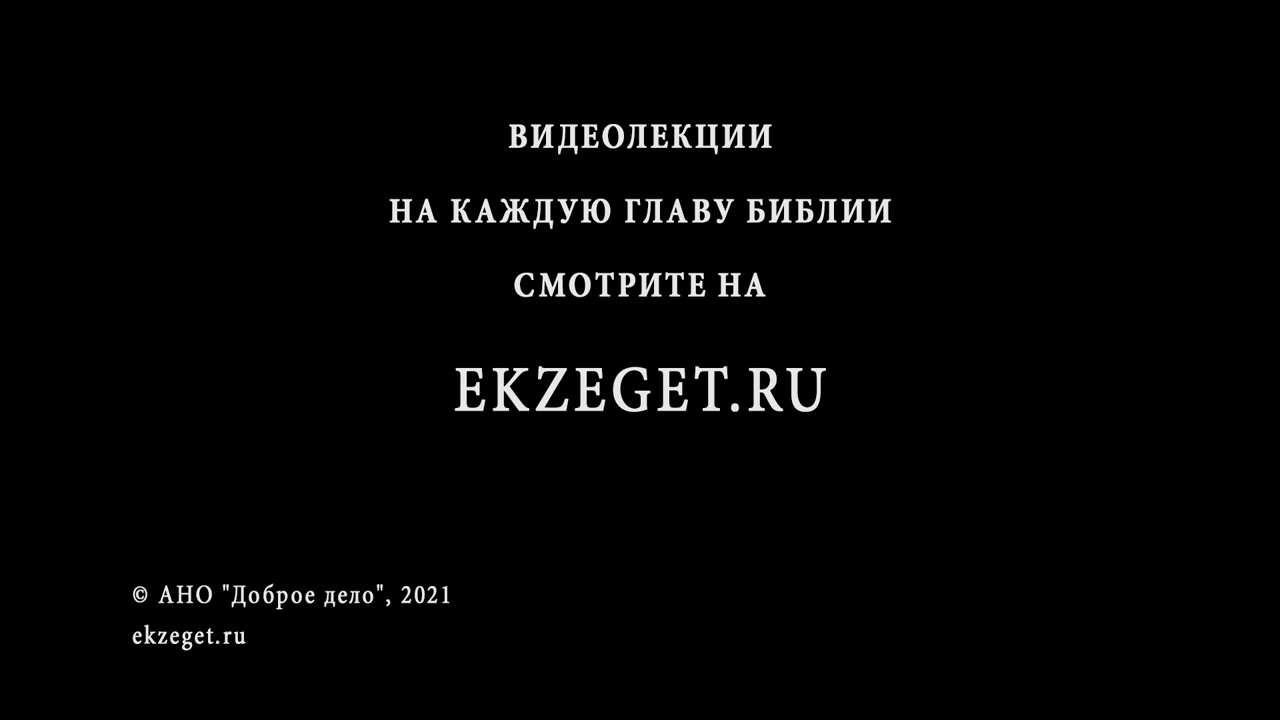 ВИДЕОЛЕКЦИИ
НА КАЖДУЮ ГЛАВУ БИБЛИИ
СМОТРИТЕ НА
EKZEGET.RU
© АНО "Доброе дело", 2021
ekzeget.ru